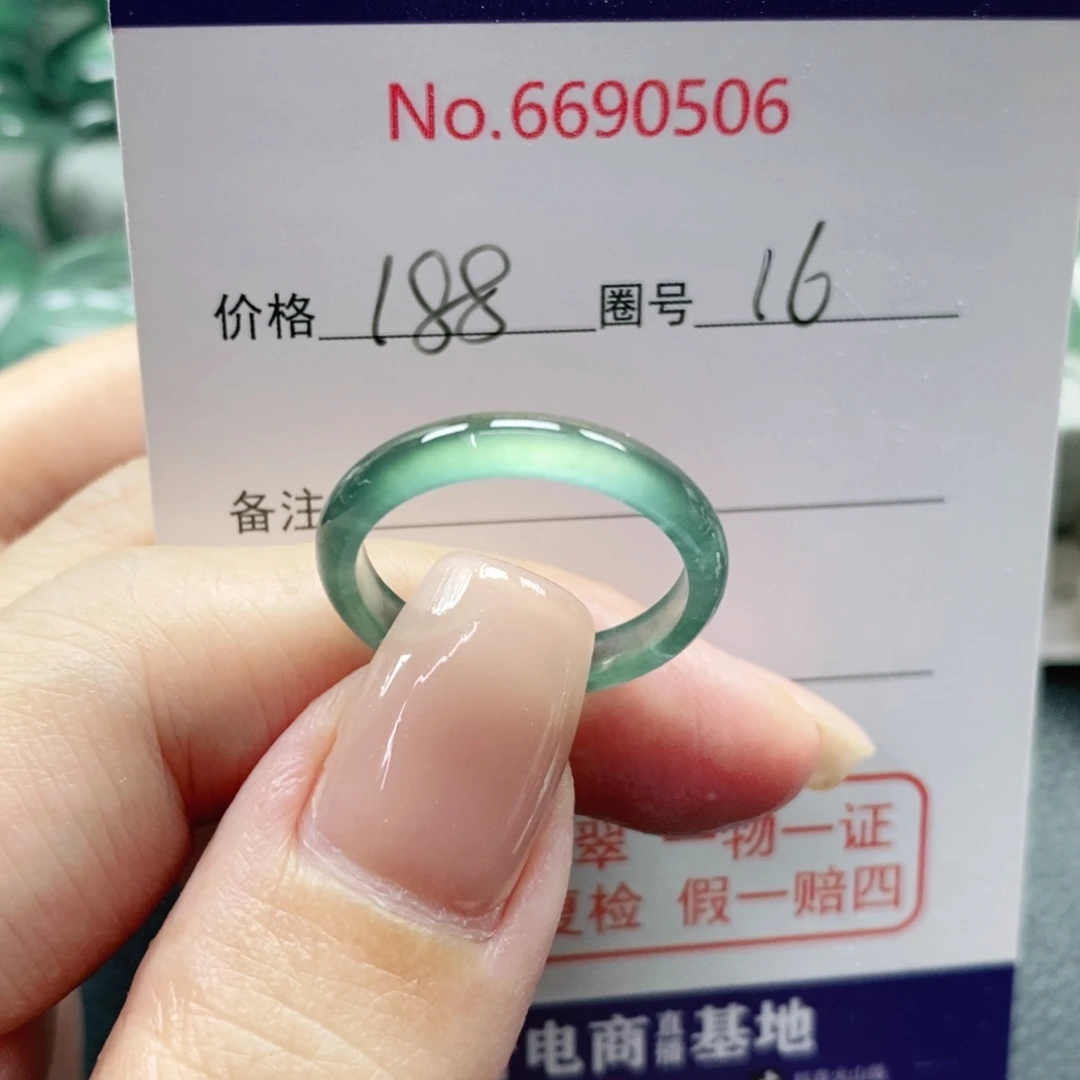 No.6690506
价格 188 圈号 16
备注
翠 一物一证
复检 假一赔四
电商直播基地